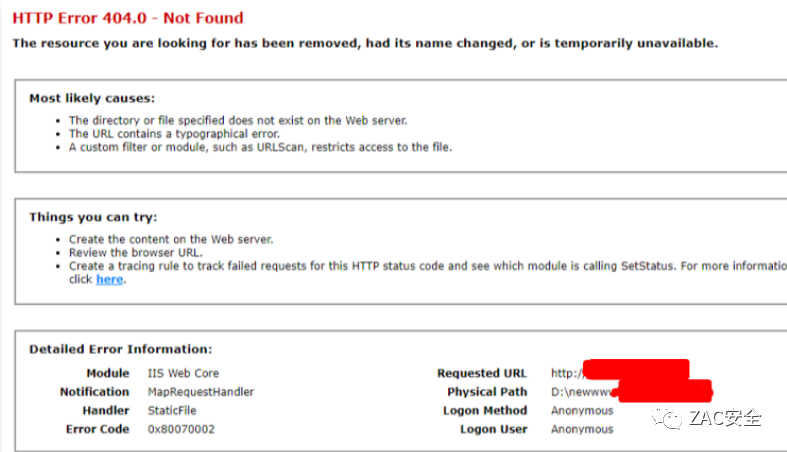 HTTP Error 404.0 - Not Found
The resource you are looking for has been removed, had its name changed, or is temporarily unavailable.
Most likely causes:
• The directory or file specified does not exist on the Web server.
• The URL contains a typographical error.
• A custom filter or module, such as URLScan, restricts access to the file.
Things you can try:
• Create the content on the Web server.
• Review the browser URL.
• Create a tracing rule to track failed requests for this HTTP status code and see which module is calling SetStatus. For more informatio
click here.
Detailed Error Information:
Module IIS Web Core Requested URL http:/
Notification MapRequestHandler Physical Path D:\newww
Handler StaticFile Logon Method Anonymous
Error Code 0x80070002 Logon User Anonymous
ZAC安全